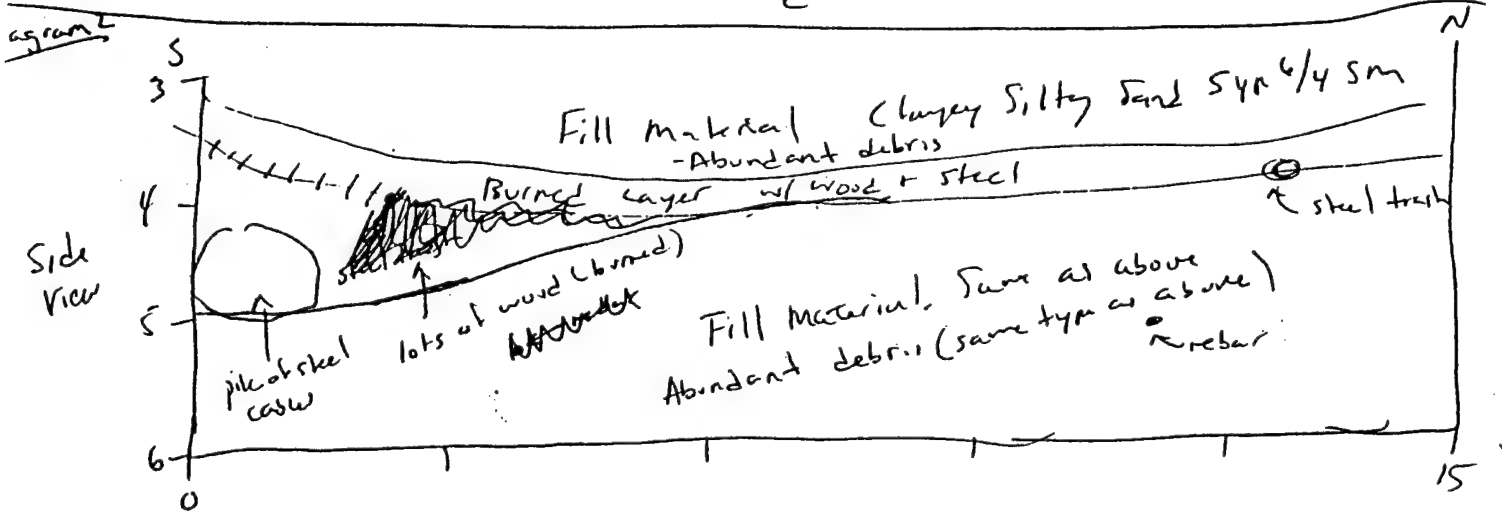 agram 2
S
N
3
Fill Material Clayey Silty Sand 5YR 6/4 SM
-Abundant debris
Burned Layer w/ wood + steel
4
steel trash
Side
View
lots of wood (burned)
5
Fill Material. Same as above
Abundant debris (same type as above)
rebar
pile of steel
6
0
15